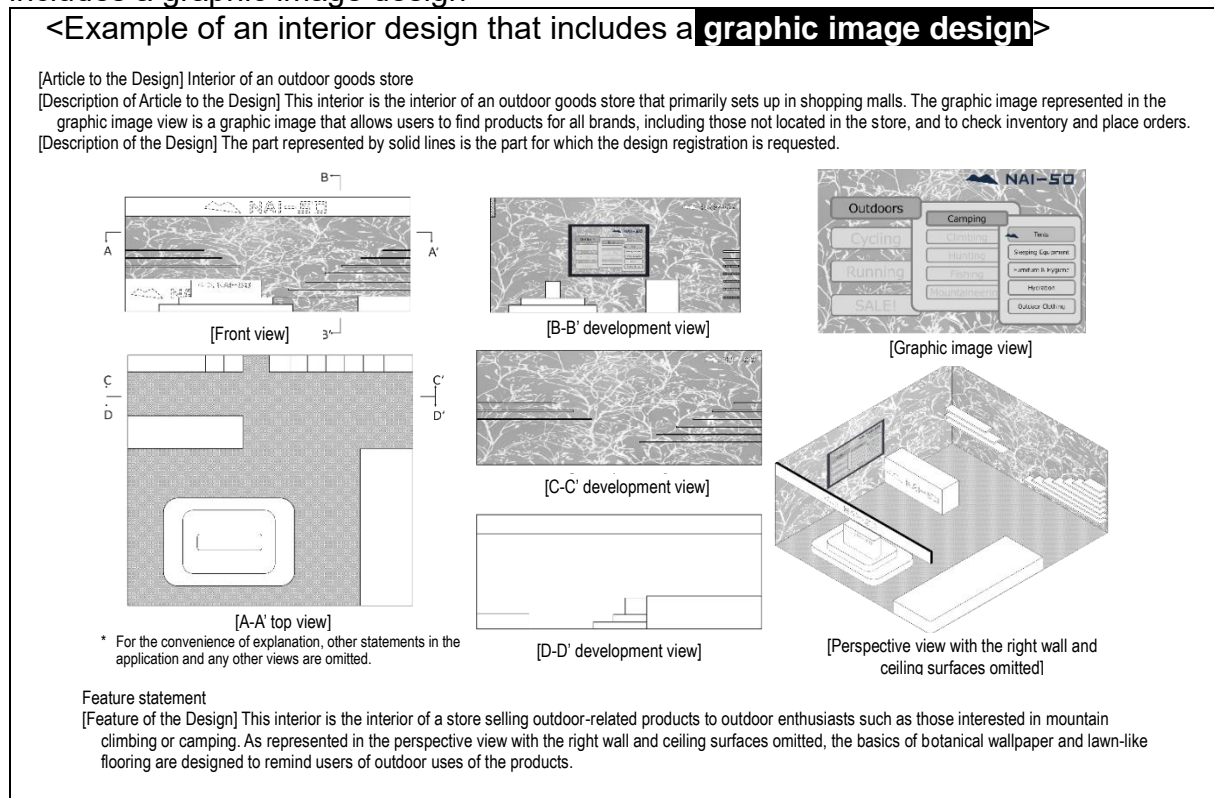 includes a graphic image design
<Example of an interior design that includes a graphic image design>
[Article to the Design] Interior of an outdoor goods store
[Description of Article to the Design] This interior is the interior of an outdoor goods store that primarily sets up in shopping malls. The graphic image represented in the
graphic image view is a graphic image that allows users to find products for all brands, including those not located in the store, and to check inventory and place orders.
[Description of the Design] The part represented by solid lines is the part for which the design registration is requested.
B
NAI-50
A
A'
B'
[Front view]
[B-B' development view]
NAI-50
Outdoors
Cycling
Running
SALE!
Camping
Climbing
Hunting
Fishing
Mountaineering
Sleeping Equipment
Furniture & Hygiene
Hydration
Outdoor Clothing
[Graphic image view]
C
D
C'
D'
[A-A' top view]
[C-C' development view]
[D-D' development view]
[Perspective view with the right wall and
ceiling surfaces omitted]
* For the convenience of explanation, other statements in the
application and any other views are omitted.
Feature statement
[Feature of the Design] This interior is the interior of a store selling outdoor-related products to outdoor enthusiasts such as those interested in mountain
climbing or camping. As represented in the perspective view with the right wall and ceiling surfaces omitted, the basics of botanical wallpaper and lawn-like
flooring are designed to remind users of outdoor uses of the products.